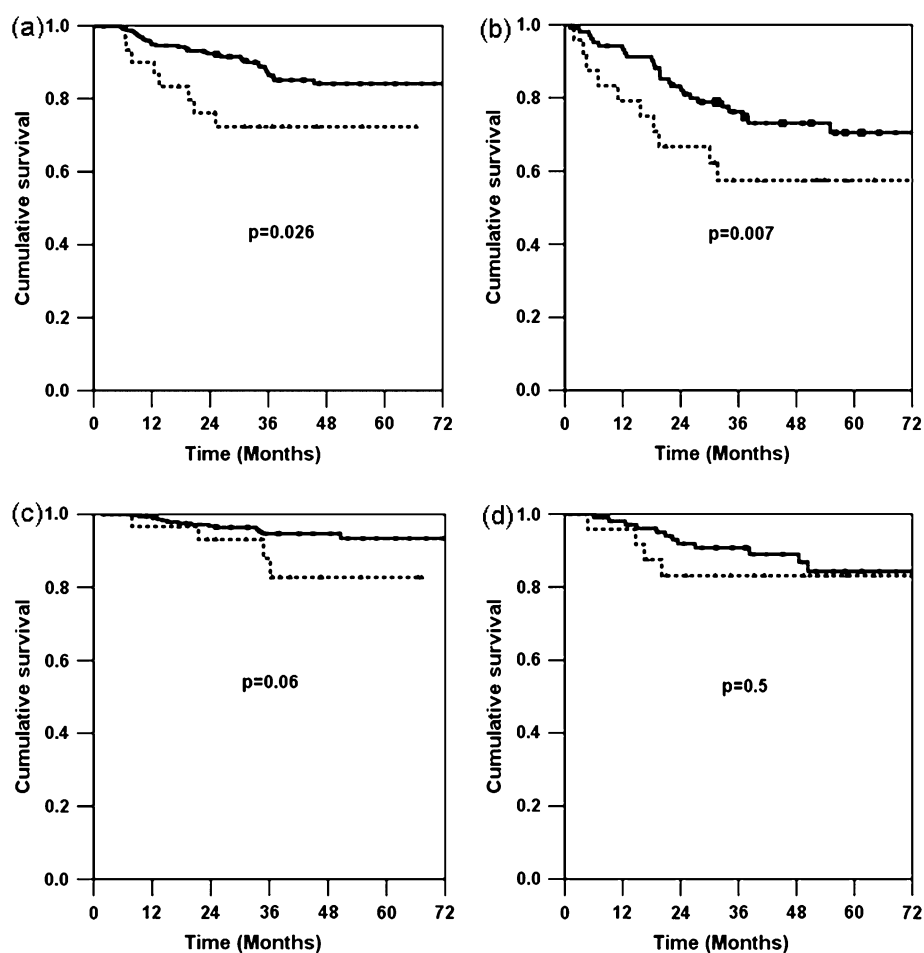 (a)
1.0
0.8
0.6
0.4
0.2
0.0
Cumulative survival
p=0.026
0 12 24 36 48 60 72
Time (Months)
(b)
1.0
0.8
0.6
0.4
0.2
0.0
Cumulative survival
p=0.007
0 12 24 36 48 60 72
Time (Months)
(c)
1.0
0.8
0.6
0.4
0.2
0.0
Cumulative survival
p=0.06
0 12 24 36 48 60 72
Time (Months)
(d)
1.0
0.8
0.6
0.4
0.2
0.0
Cumulative survival
p=0.5
0 12 24 36 48 60 72
Time (Months)